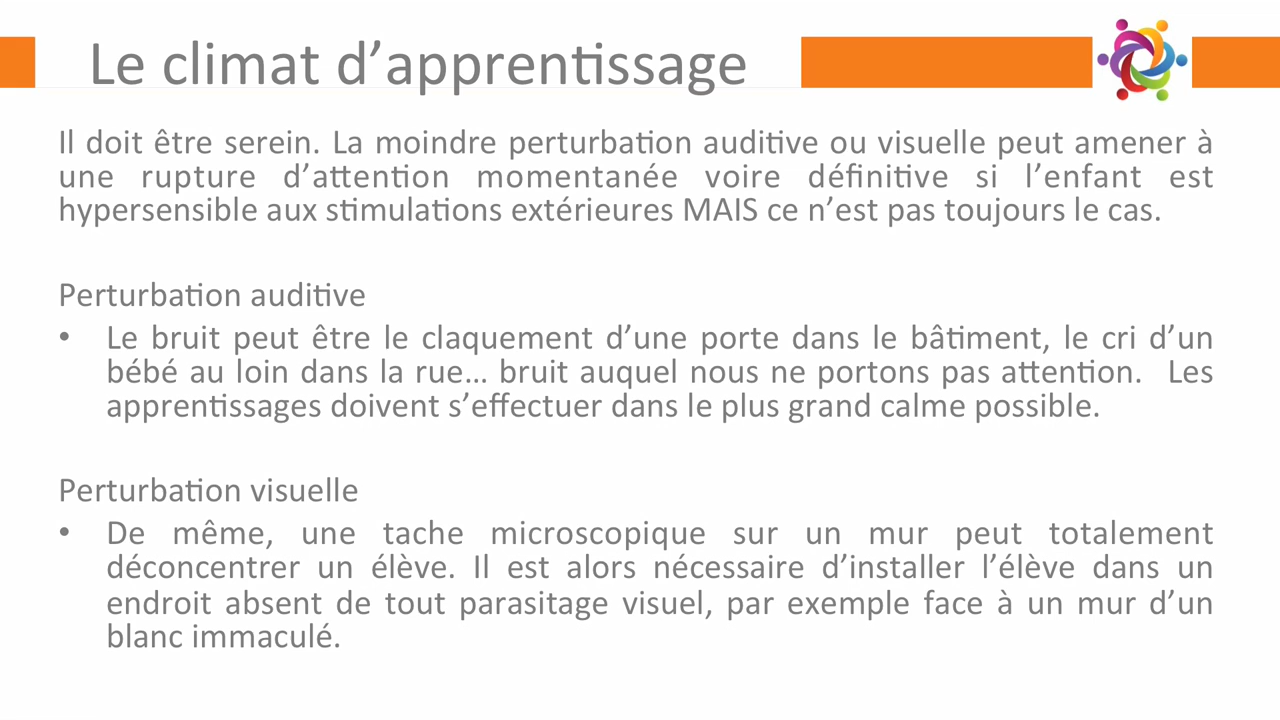 Le climat d’apprentissage
Il doit être serein. La moindre perturbation auditive ou visuelle peut amener à
une rupture d’attention momentanée voire définitive si l’enfant est
hypersensible aux stimulations extérieures MAIS ce n’est pas toujours le cas.
Perturbation auditive
• Le bruit peut être le claquement d’une porte dans le bâtiment, le cri d’un
bébé au loin dans la rue… bruit auquel nous ne portons pas attention. Les
apprentissages doivent s’effectuer dans le plus grand calme possible.
Perturbation visuelle
• De même, une tache microscopique sur un mur peut totalement
déconcentrer un élève. Il est alors nécessaire d’installer l’élève dans un
endroit absent de tout parasitage visuel, par exemple face à un mur d’un
blanc immaculé.